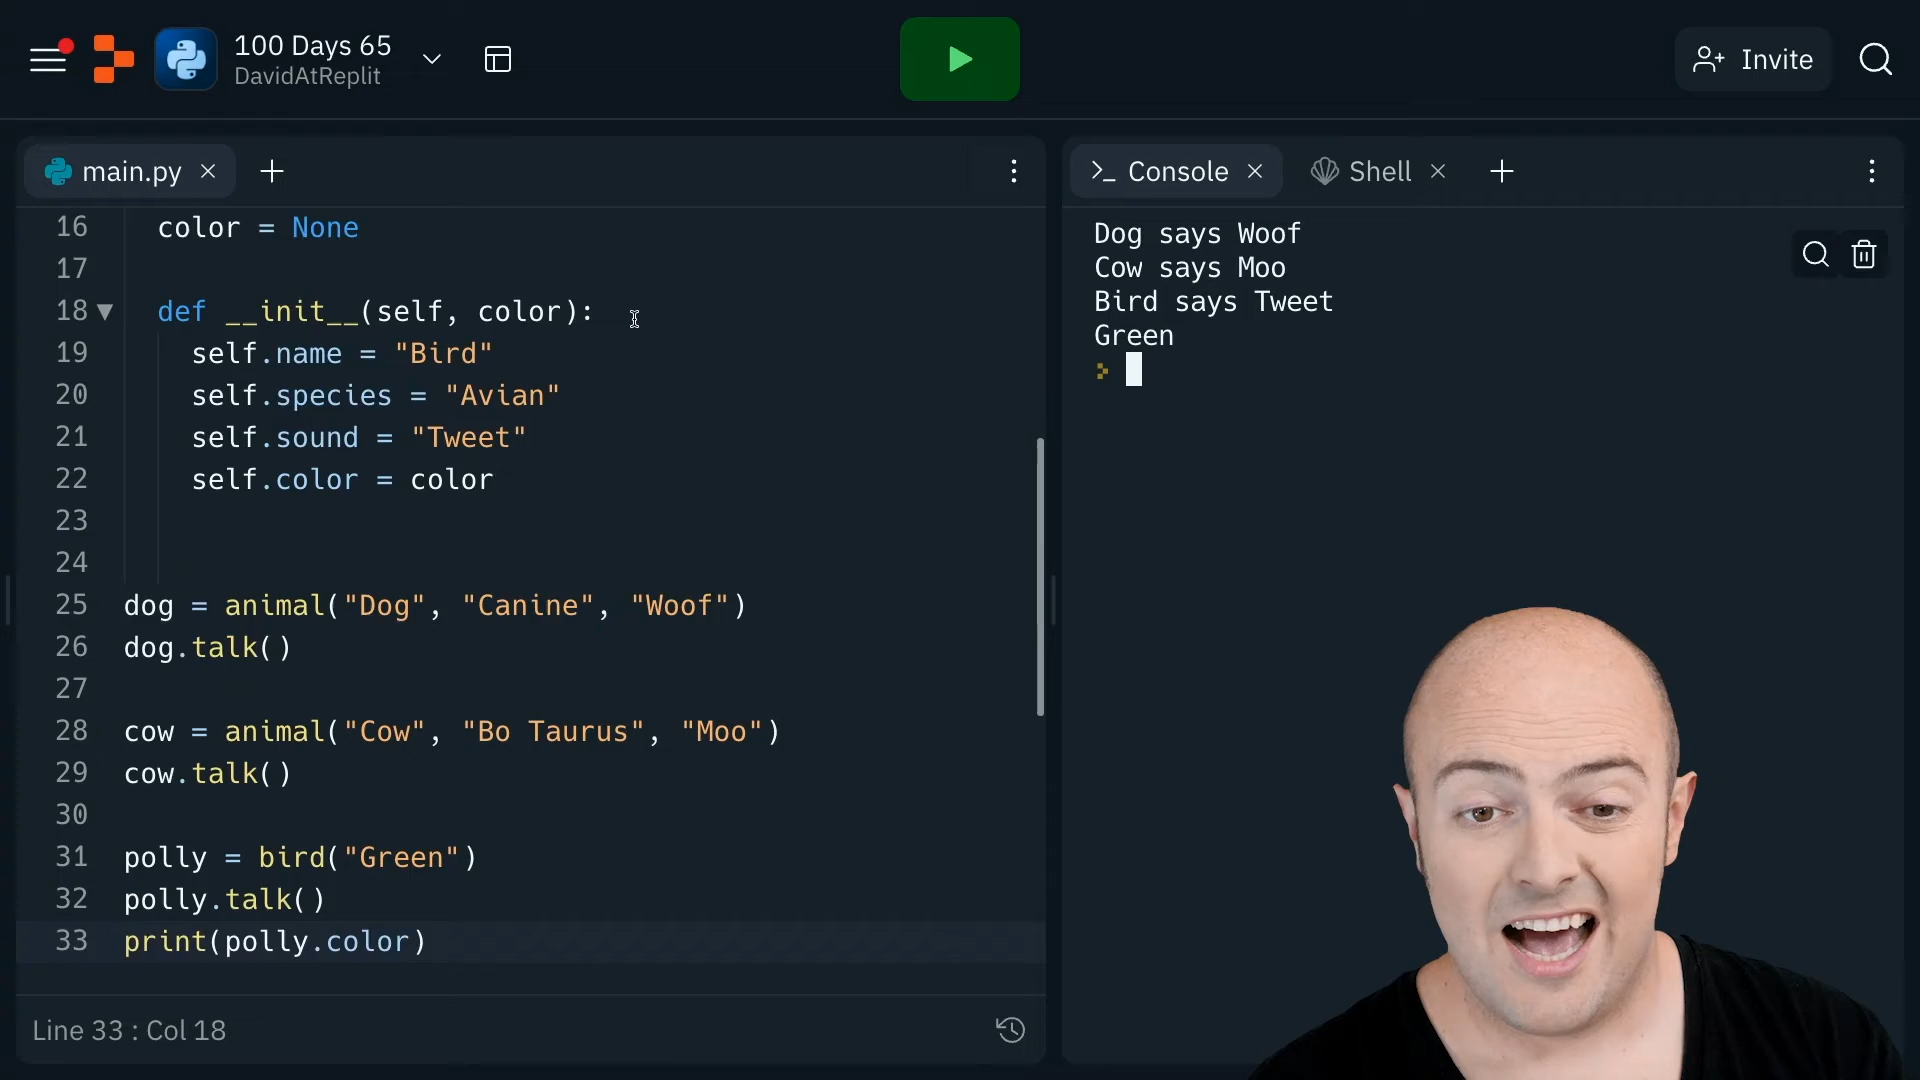 100 Days 65
DavidAtReplit
Invite
main.py
16 color = None
17
18 def __init__(self, color):
19 self.name = "Bird"
20 self.species = "Avian"
21 self.sound = "Tweet"
22 self.color = color
23
24
25 dog = animal("Dog", "Canine", "Woof")
26 dog.talk()
27
28 cow = animal("Cow", "Bo Taurus", "Moo")
29 cow.talk()
30
31 polly = bird("Green")
32 polly.talk()
33 print(polly.color)
Line 33 : Col 18
Console
Shell
Dog says Woof
Cow says Moo
Bird says Tweet
Green